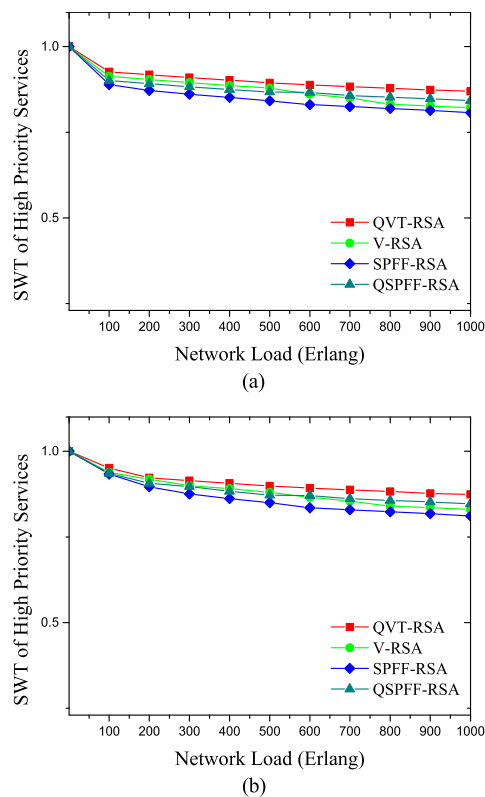 1.0
0.5
SWT of High Priority Services
QVT-RSA
V-RSA
SPFF-RSA
QSPFF-RSA
100 200 300 400 500 600 700 800 900 1000
Network Load (Erlang)
(a)
1.0
0.5
SWT of High Priority Services
QVT-RSA
V-RSA
SPFF-RSA
QSPFF-RSA
100 200 300 400 500 600 700 800 900 1000
Network Load (Erlang)
(b)